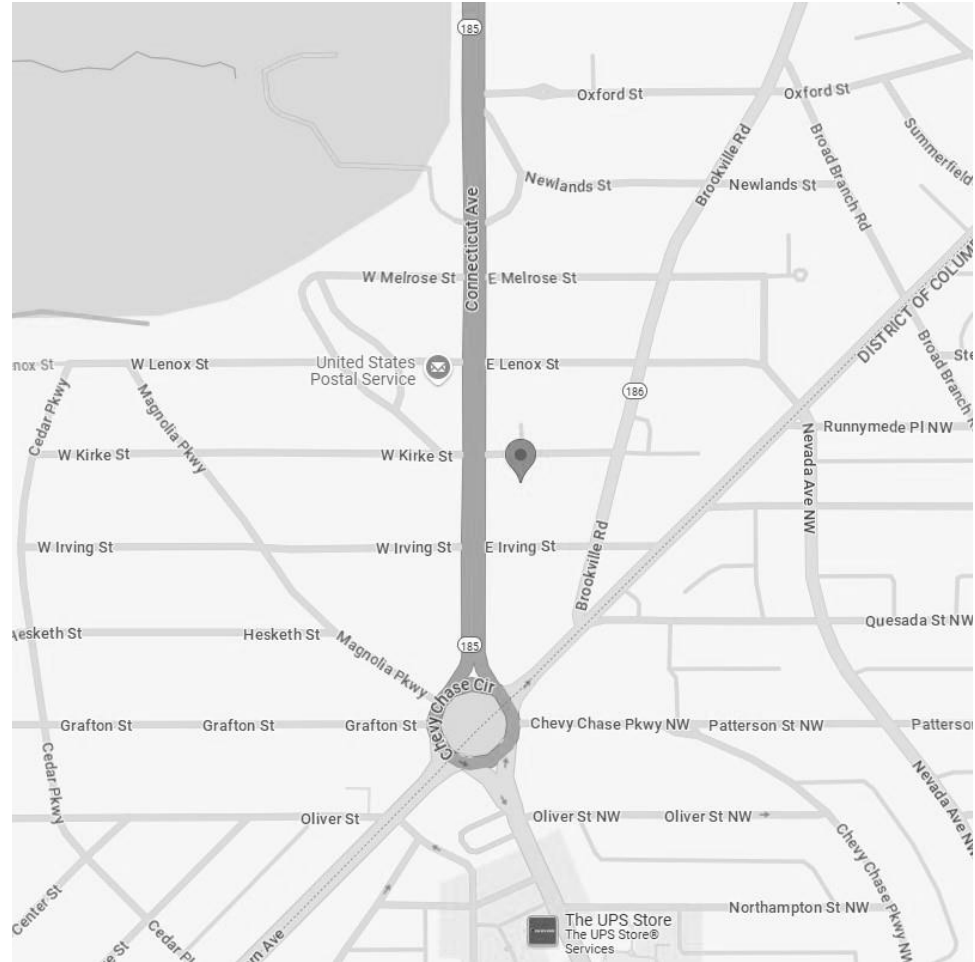 185
Oxford St
Oxford St
Summerfield
Broad Branch Rd
Brookville Rd
Newlands St
Newlands St
Connecticut Ave
W Melrose St
E Melrose St
DISTRICT OF COLUM
United States
Postal Service
W Lenox St
E Lenox St
nox St
Ste
Broad Branch R
Cedar Pkwy
Magnolia Pkwy
186
Runnymede Pl NW
Nevada Ave NW
W Kirke St
W Kirke St
W Irving St
W Irving St
E Irving St
Brookville Rd
Quesada St NW
Hesketh St
Hesketh St
185
Magnolia Pkwy
Chevy Chase Cir
Grafton St
Grafton St
Grafton St
Chevy Chase Pkwy NW
Patterson St NW
Patterson
Cedar Pkwy
Nevada Ave NW
Oliver St
Oliver St NW
Oliver St NW
Chevy Chase Pkwy NW
Center St
Northampton St NW
The UPS Store
The UPS Store®
Services
e St
Cedar Pk
rn Ave